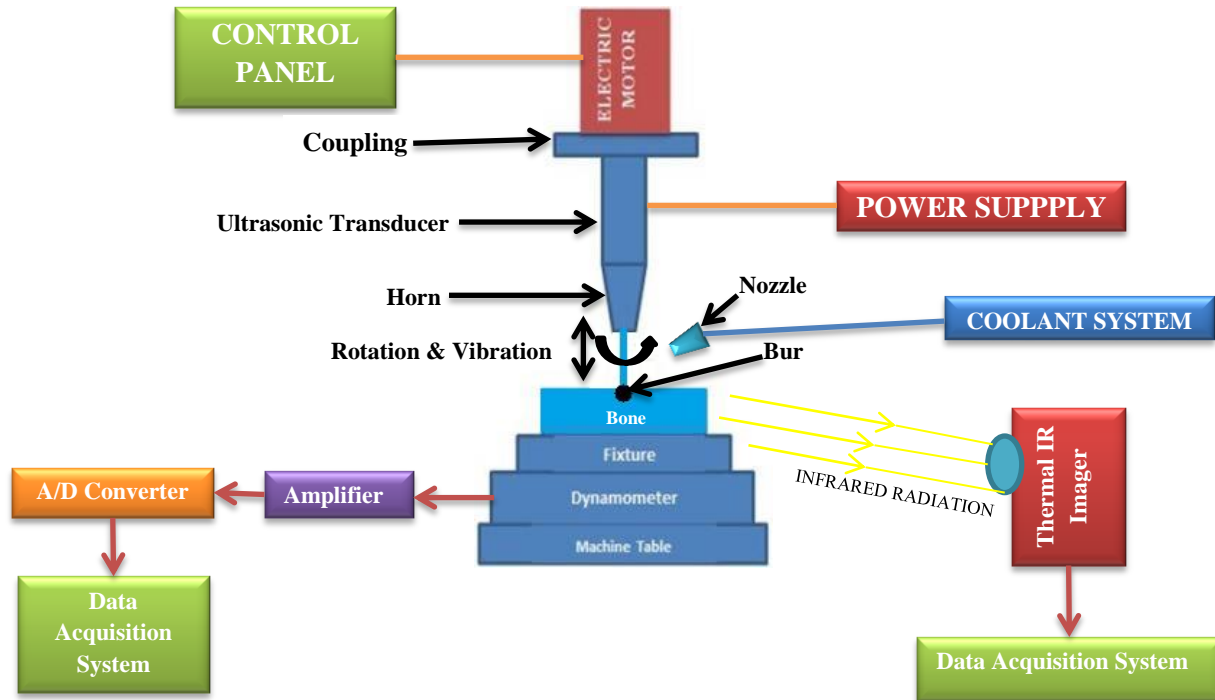 CONTROL
PANEL
ELECTRIC
MOTOR
Coupling
Ultrasonic Transducer
POWER SUPPPLY
Horn
Nozzle
COOLANT SYSTEM
Rotation & Vibration
Bur
Bone
Fixture
INFRARED RADIATION
Thermal IR
Imager
A/D Converter
Amplifier
Dynamometer
Machine Table
Data
Acquisition
System
Data Acquisition System